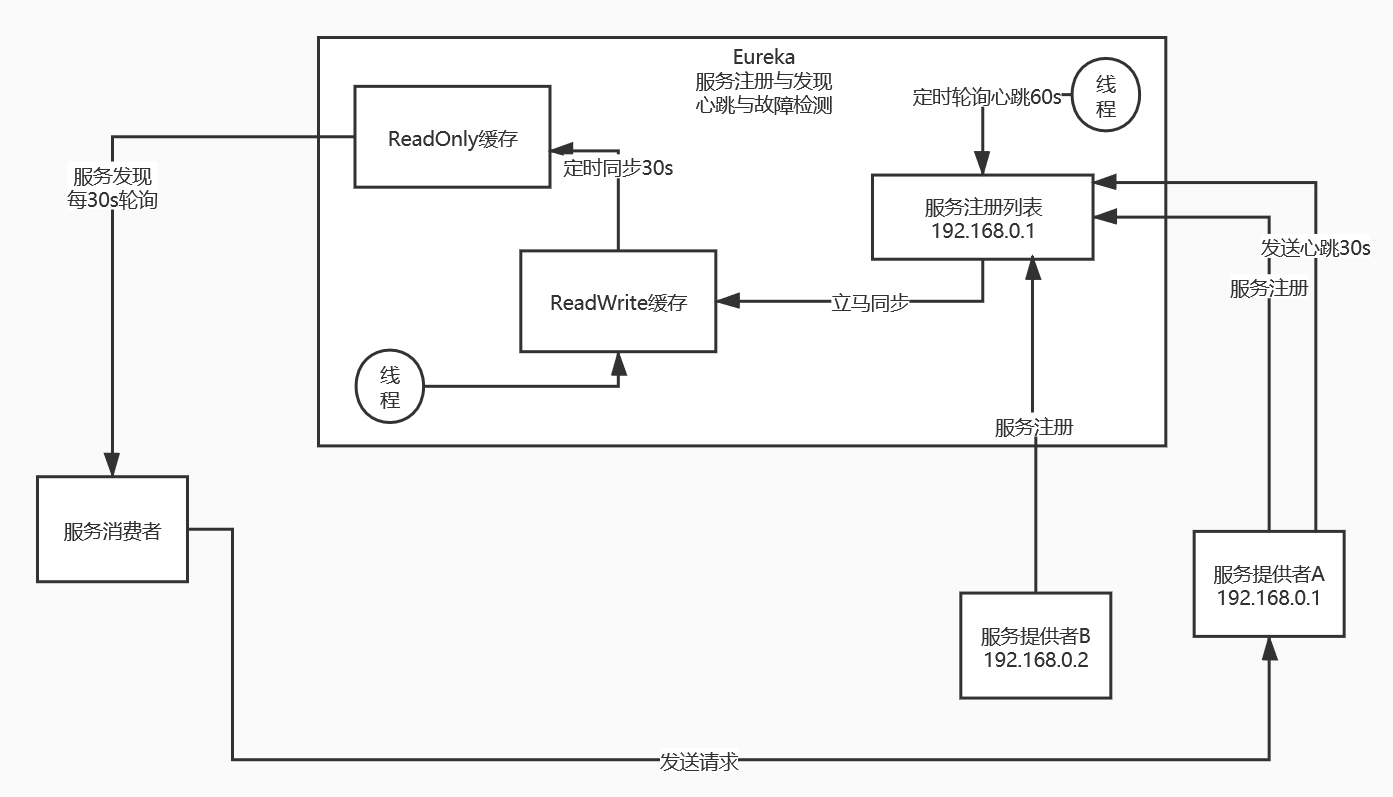 Eureka
服务注册与发现
心跳与故障检测
线
程
定时轮询心跳60s
ReadOnly缓存
定时同步30s
服务发现
每30s轮询
服务注册列表
192.168.0.1
发送心跳30s
服务注册
ReadWrite缓存
立马同步
线
程
服务注册
服务消费者
服务提供者A
192.168.0.1
服务提供者B
192.168.0.2
发送请求